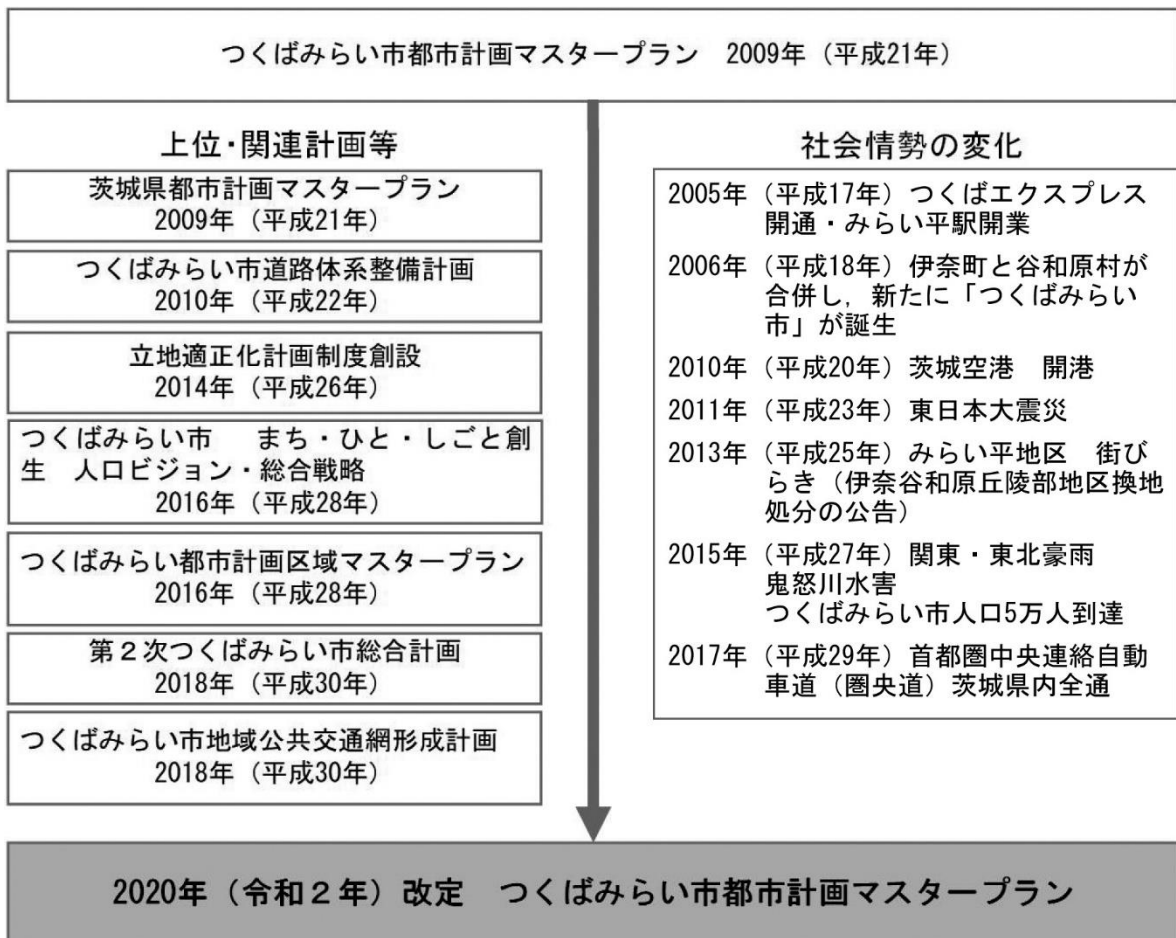 つくばみらい市都市計画マスタープラン　2009年（平成21年）
上位・関連計画等
茨城県都市計画マスタープラン
2009年（平成21年）
つくばみらい市道路体系整備計画
2010年（平成22年）
立地適正化計画制度創設
2014年（平成26年）
つくばみらい市　　まち・ひと・しごと創
生　人口ビジョン・総合戦略
2016年（平成28年）
つくばみらい都市計画区域マスタープラン
2016年（平成28年）
第２次つくばみらい市総合計画
2018年（平成30年）
つくばみらい市地域公共交通網形成計画
2018年（平成30年）
社会情勢の変化
2005年（平成17年）つくばエクスプレス
開通・みらい平駅開業
2006年（平成18年）伊奈町と谷和原村が
合併し，新たに「つくばみらい
市」が誕生
2010年（平成20年）茨城空港　開港
2011年（平成23年）東日本大震災
2013年（平成25年）みらい平地区　街び
らき（伊奈谷和原丘陵部地区換地
処分の公告）
2015年（平成27年）関東・東北豪雨
鬼怒川水害
つくばみらい市人口5万人到達
2017年（平成29年）首都圏中央連絡自動
車道（圏央道）茨城県内全通
2020年（令和２年）改定　つくばみらい市都市計画マスタープラン